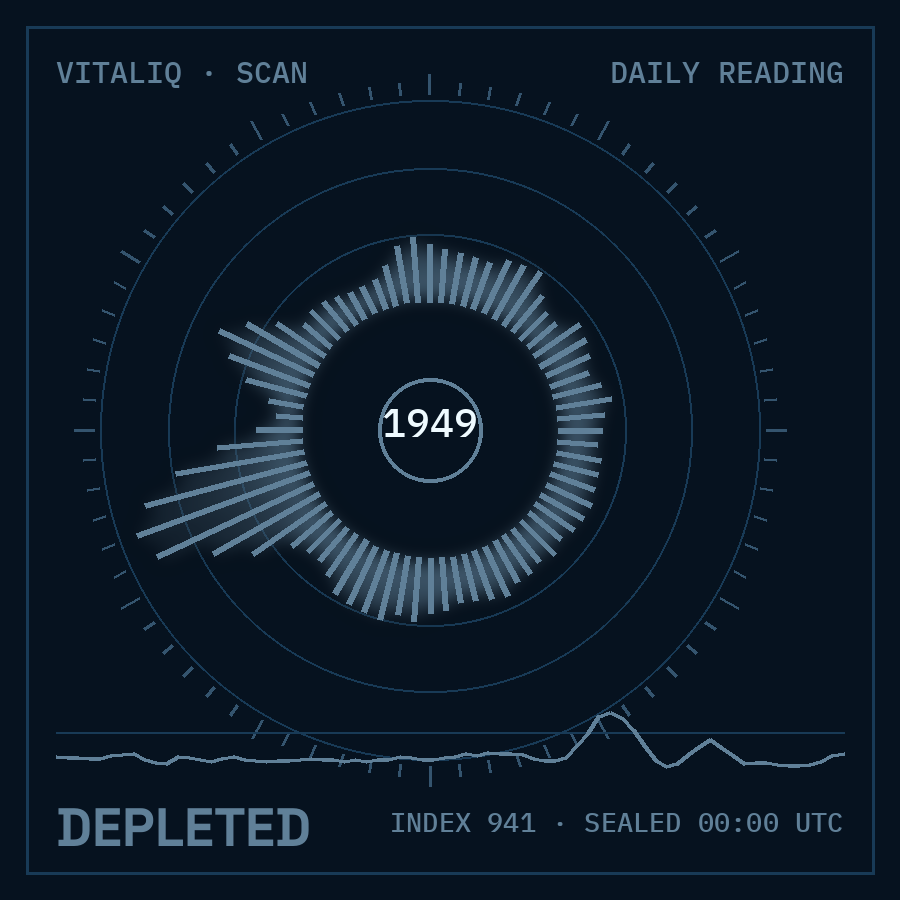 VITALIQ · SCAN
DAILY READING
1949
DEPLETED
INDEX 941 · SEALED 00:00 UTC